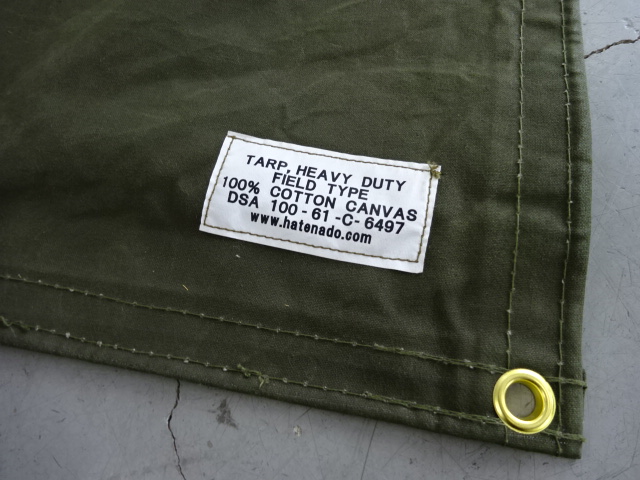 TARP, HEAVY DUTY
FIELD TYPE
100% COTTON CANVAS
DSA 100-61-C-6497
www.hatenado.com